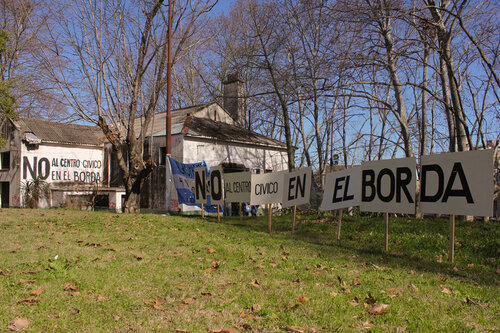 NO AL CENTRO CIVICO
EN EL BORDA
NO AL CENTRO CIVICO EN EL BORDA